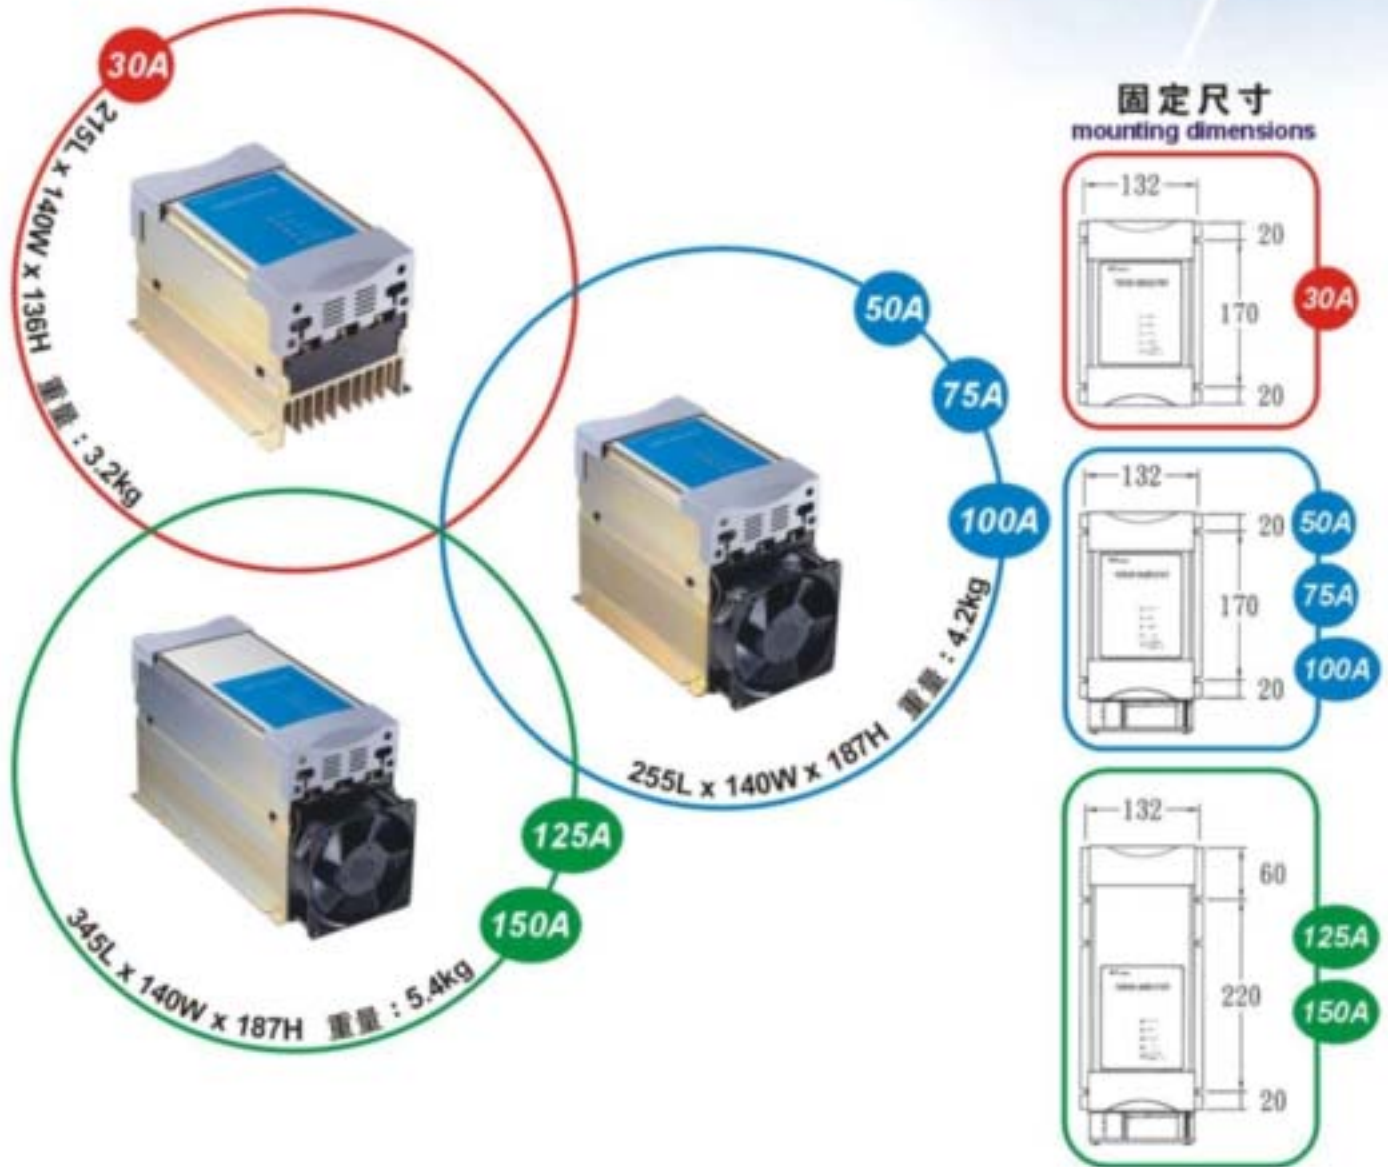 30A
215L x 140W x 136H 重量：3.2kg
50A
75A
100A
255L x 140W x 187H 重量：4.2kg
125A
150A
345L x 140W x 187H 重量：5.4kg
固定尺寸
mounting dimensions
132
20
170
20
30A
132
20
170
20
50A
75A
100A
132
60
220
20
125A
150A